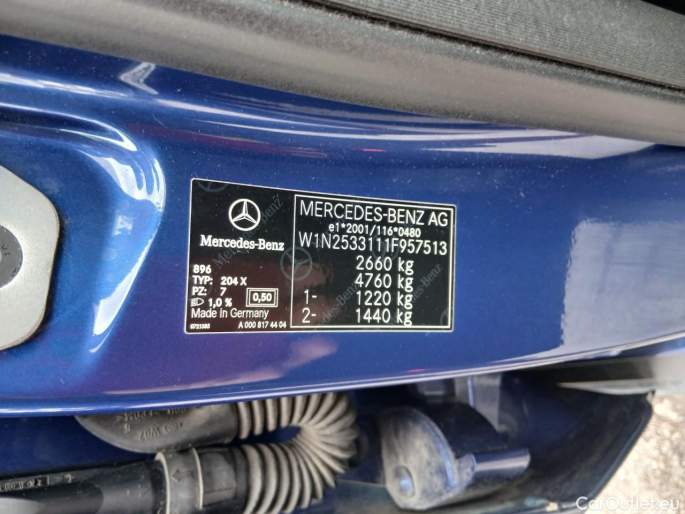 MERCEDES-BENZ AG
e1*2001/116*0480
W1N2533111F957513
2660 kg
4760 kg
1- 1220 kg
2- 1440 kg
Mercedes-Benz
896
TYP: 204 X
PZ: 7
1,0 % 0,50
Made in Germany
A 000 817 44 04
CarOutlet.eu